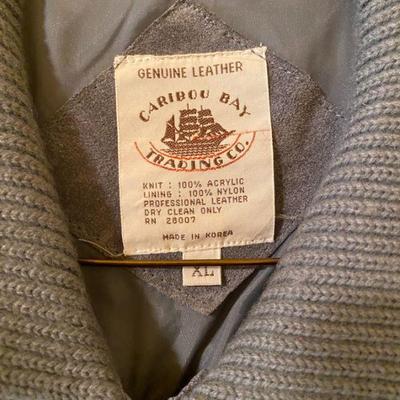 GENUINE LEATHER
CARIBOU BAY
TRADING CO.
KNIT : 100% ACRYLIC
LINING : 100% NYLON
PROFESSIONAL LEATHER
DRY CLEAN ONLY
RN 28007
MADE IN KOREA
XL